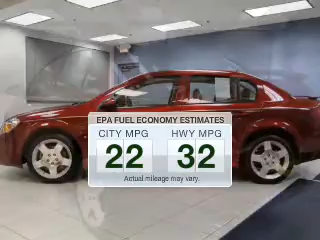 EPA FUEL ECONOMY ESTIMATES
CITY MPG HWY MPG
22 32
Actual mileage may vary.